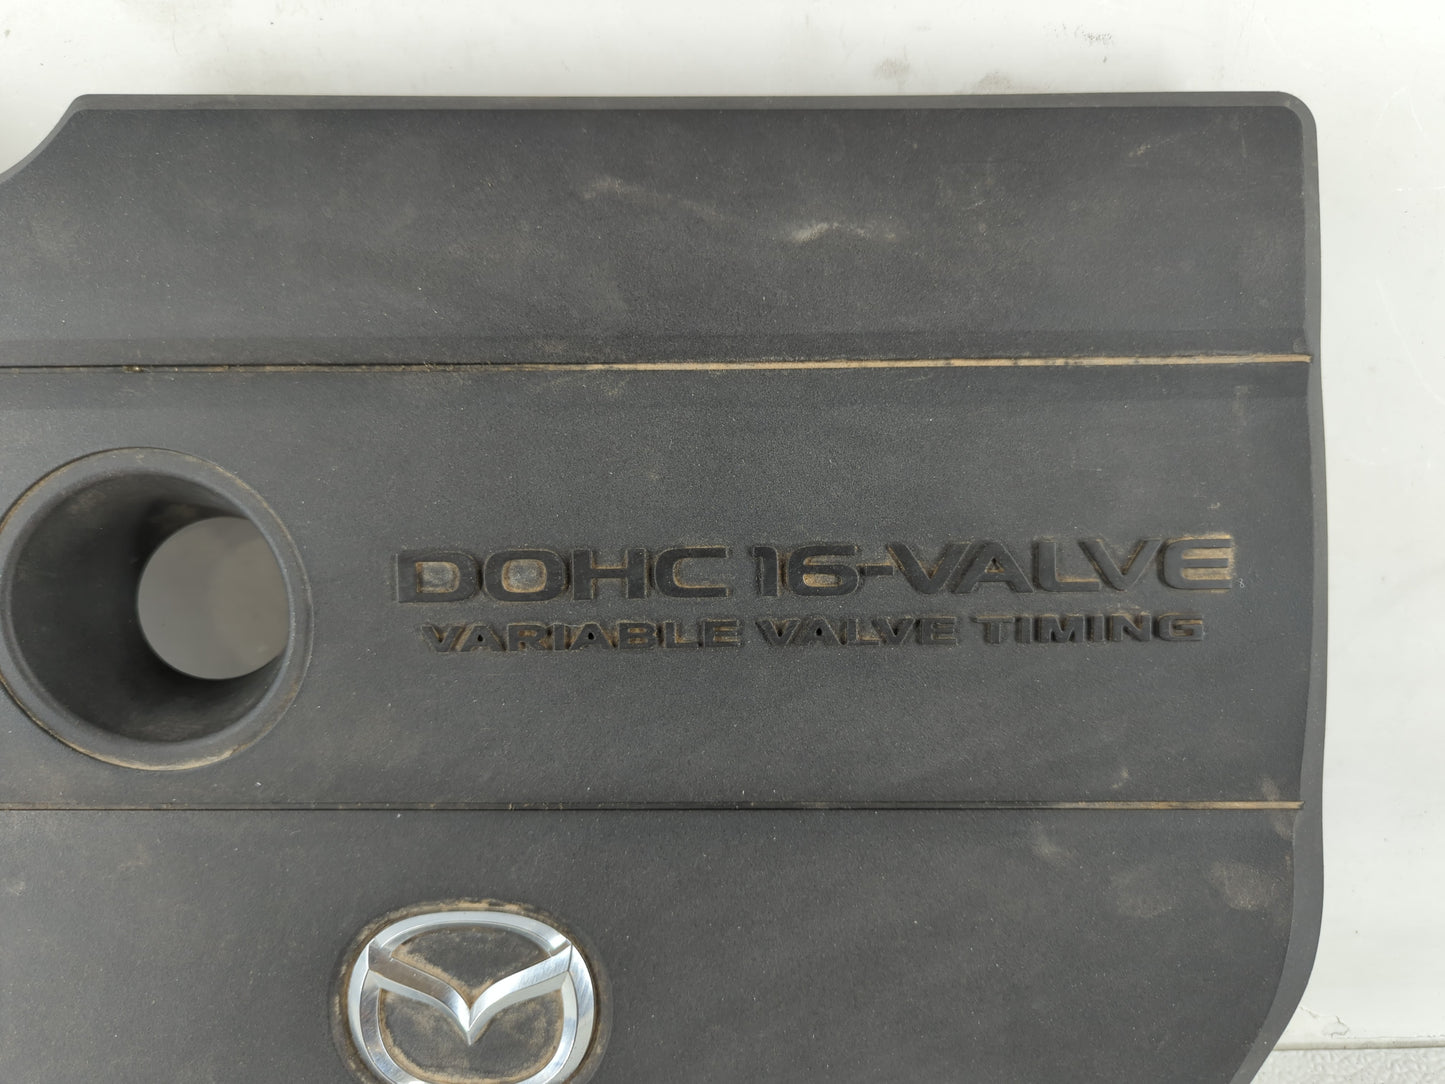 DOHC 16-VALVE
VARIABLE VALVE TIMING